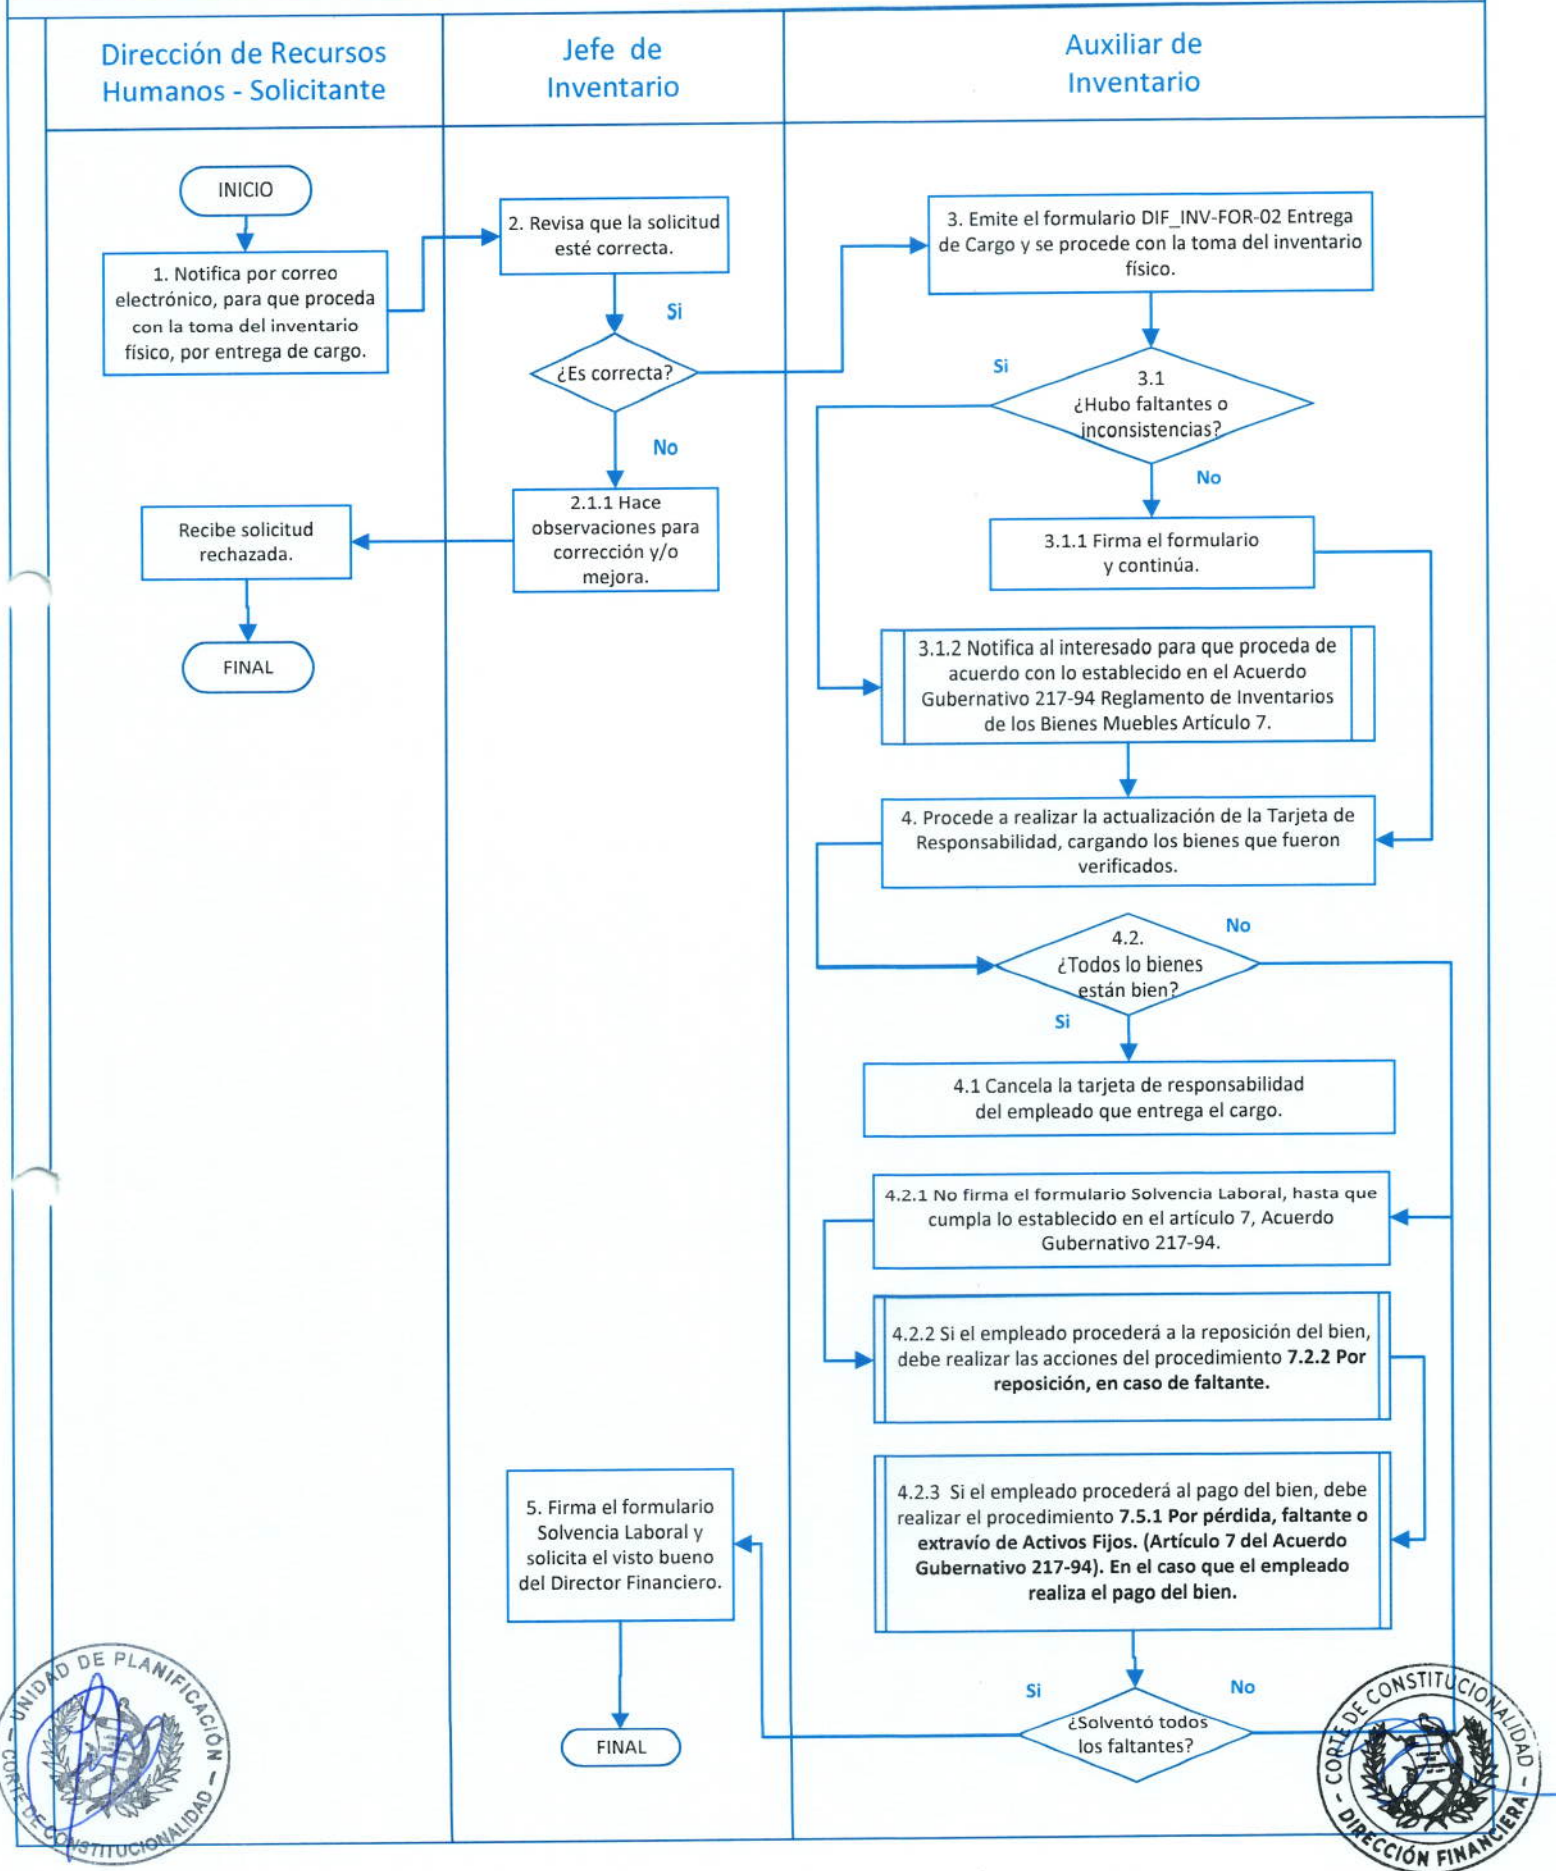 Dirección de Recursos
Humanos - Solicitante
Jefe de
Inventario
Auxiliar de
Inventario
INICIO
1. Notifica por correo
electrónico, para que proceda
con la toma del inventario
físico, por entrega de cargo.
2. Revisa que la solicitud
esté correcta.
Si
¿Es correcta?
No
2.1.1 Hace
observaciones para
corrección y/o
mejora.
Recibe solicitud
rechazada.
FINAL
3. Emite el formulario DIF_INV-FOR-02 Entrega
de Cargo y se procede con la toma del inventario
físico.
Si
3.1
¿Hubo faltantes o
inconsistencias?
No
3.1.1 Firma el formulario
y continúa.
3.1.2 Notifica al interesado para que proceda de
acuerdo con lo establecido en el Acuerdo
Gubernativo 217-94 Reglamento de Inventarios
de los Bienes Muebles Artículo 7.
4. Procede a realizar la actualización de la Tarjeta de
Responsabilidad, cargando los bienes que fueron
verificados.
No
4.2.
¿Todos lo bienes
están bien?
Si
4.1 Cancela la tarjeta de responsabilidad
del empleado que entrega el cargo.
4.2.1 No firma el formulario Solvencia Laboral, hasta que
cumpla lo establecido en el artículo 7, Acuerdo
Gubernativo 217-94.
4.2.2 Si el empleado procederá a la reposición del bien,
debe realizar las acciones del procedimiento 7.2.2 Por
reposición, en caso de faltante.
4.2.3 Si el empleado procederá al pago del bien, debe
realizar el procedimiento 7.5.1 Por pérdida, faltante o
extravío de Activos Fijos. (Artículo 7 del Acuerdo
Gubernativo 217-94). En el caso que el empleado
realiza el pago del bien.
Si
No
¿Solventó todos
los faltantes?
5. Firma el formulario
Solvencia Laboral y
solicita el visto bueno
del Director Financiero.
FINAL
UNIDAD DE PLANIFICACIÓN
CORTE DE CONSTITUCIONALIDAD
CORTE DE CONSTITUCIONALIDAD
DIRECCIÓN FINANCIERA